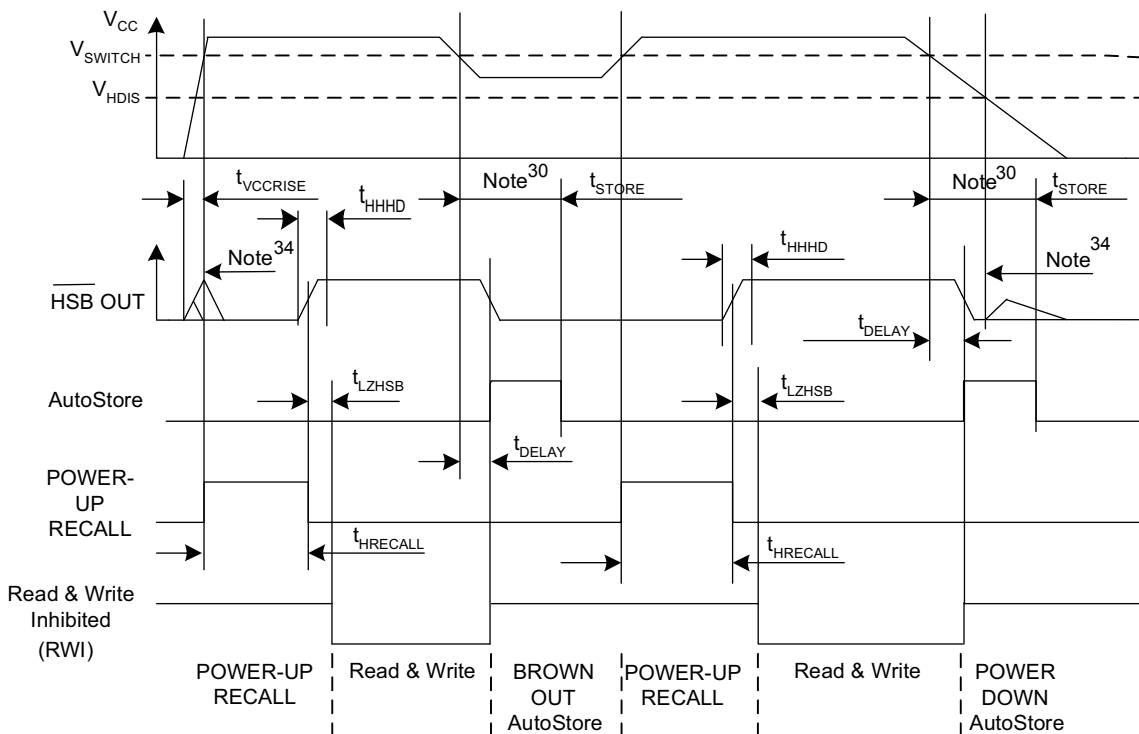 VCC
VSWITCH
VHDIS
tVCCRISE
Note30
tSTORE
Note30
tSTORE
tHHHD
Note34
tHHHD
Note34
HSB OUT
tDELAY
tLZHSB
tLZHSB
AutoStore
tDELAY
POWER-
UP
RECALL
tHRECALL
tHRECALL
Read & Write
Inhibited
(RWI)
POWER-UP
RECALL
Read & Write
BROWN
OUT
AutoStore
POWER-UP
RECALL
Read & Write
POWER
DOWN
AutoStore